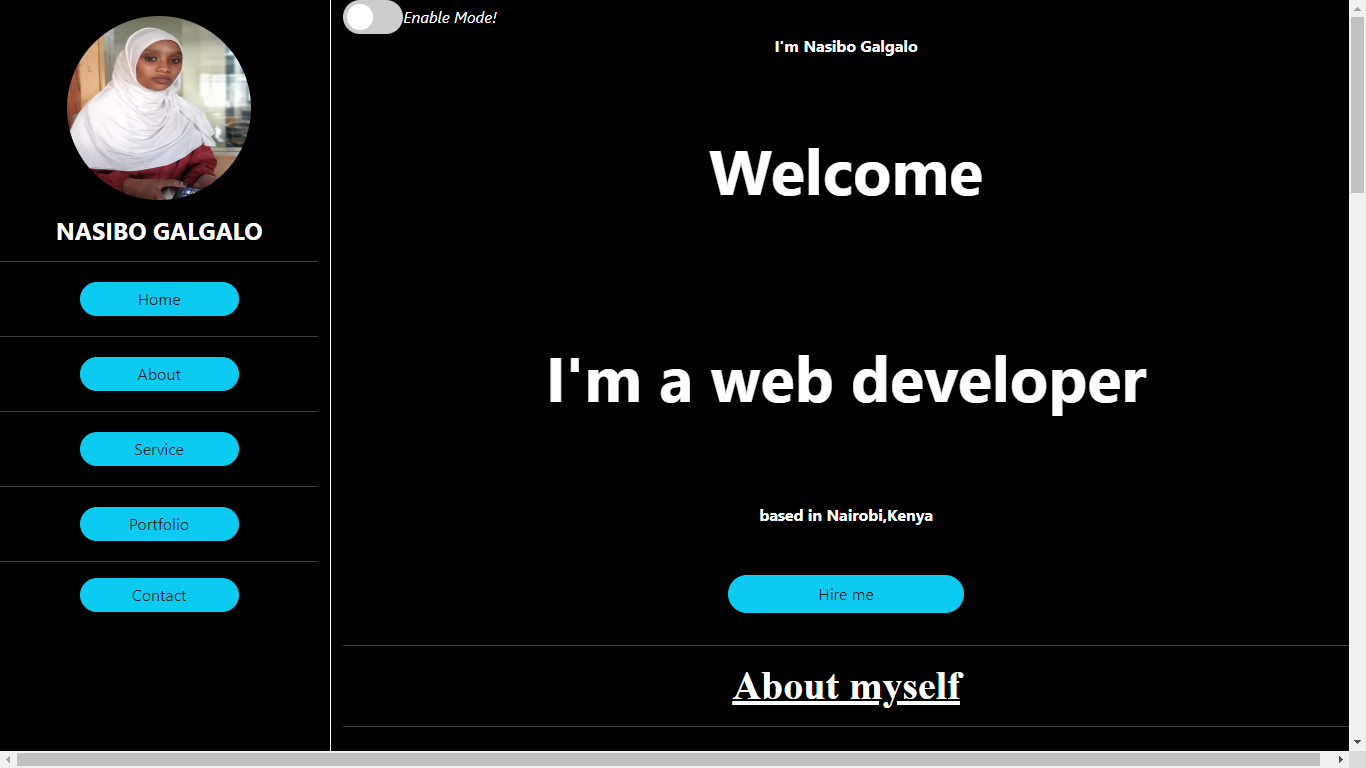 NASIBO GALGALO
Home
About
Service
Portfolio
Contact
Enable Mode!
I'm Nasibo Galgalo
Welcome
I'm a web developer
based in Nairobi,Kenya
Hire me
About myself